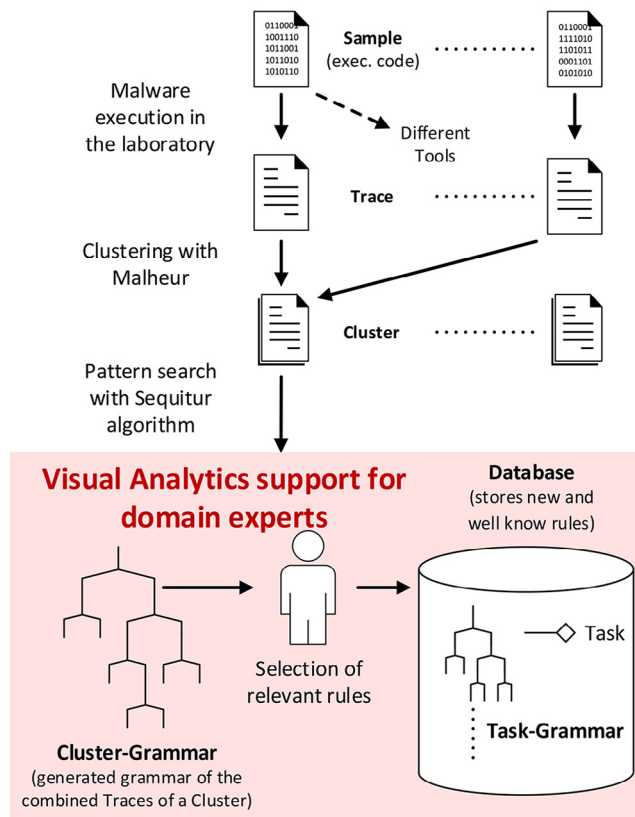 0110001
1001110
1011001
1011010
1010110
Sample
(exec. code)
0110001
1111010
1101011
0001101
0101010
Malware
execution in
the laboratory
Different
Tools
Trace
Clustering with
Malheur
Cluster
Pattern search
with Sequitur
algorithm
Visual Analytics support for
domain experts
Database
(stores new and
well know rules)
Task
Selection of
relevant rules
Task-Grammar
Cluster-Grammar
(generated grammar of the
combined Traces of a Cluster)